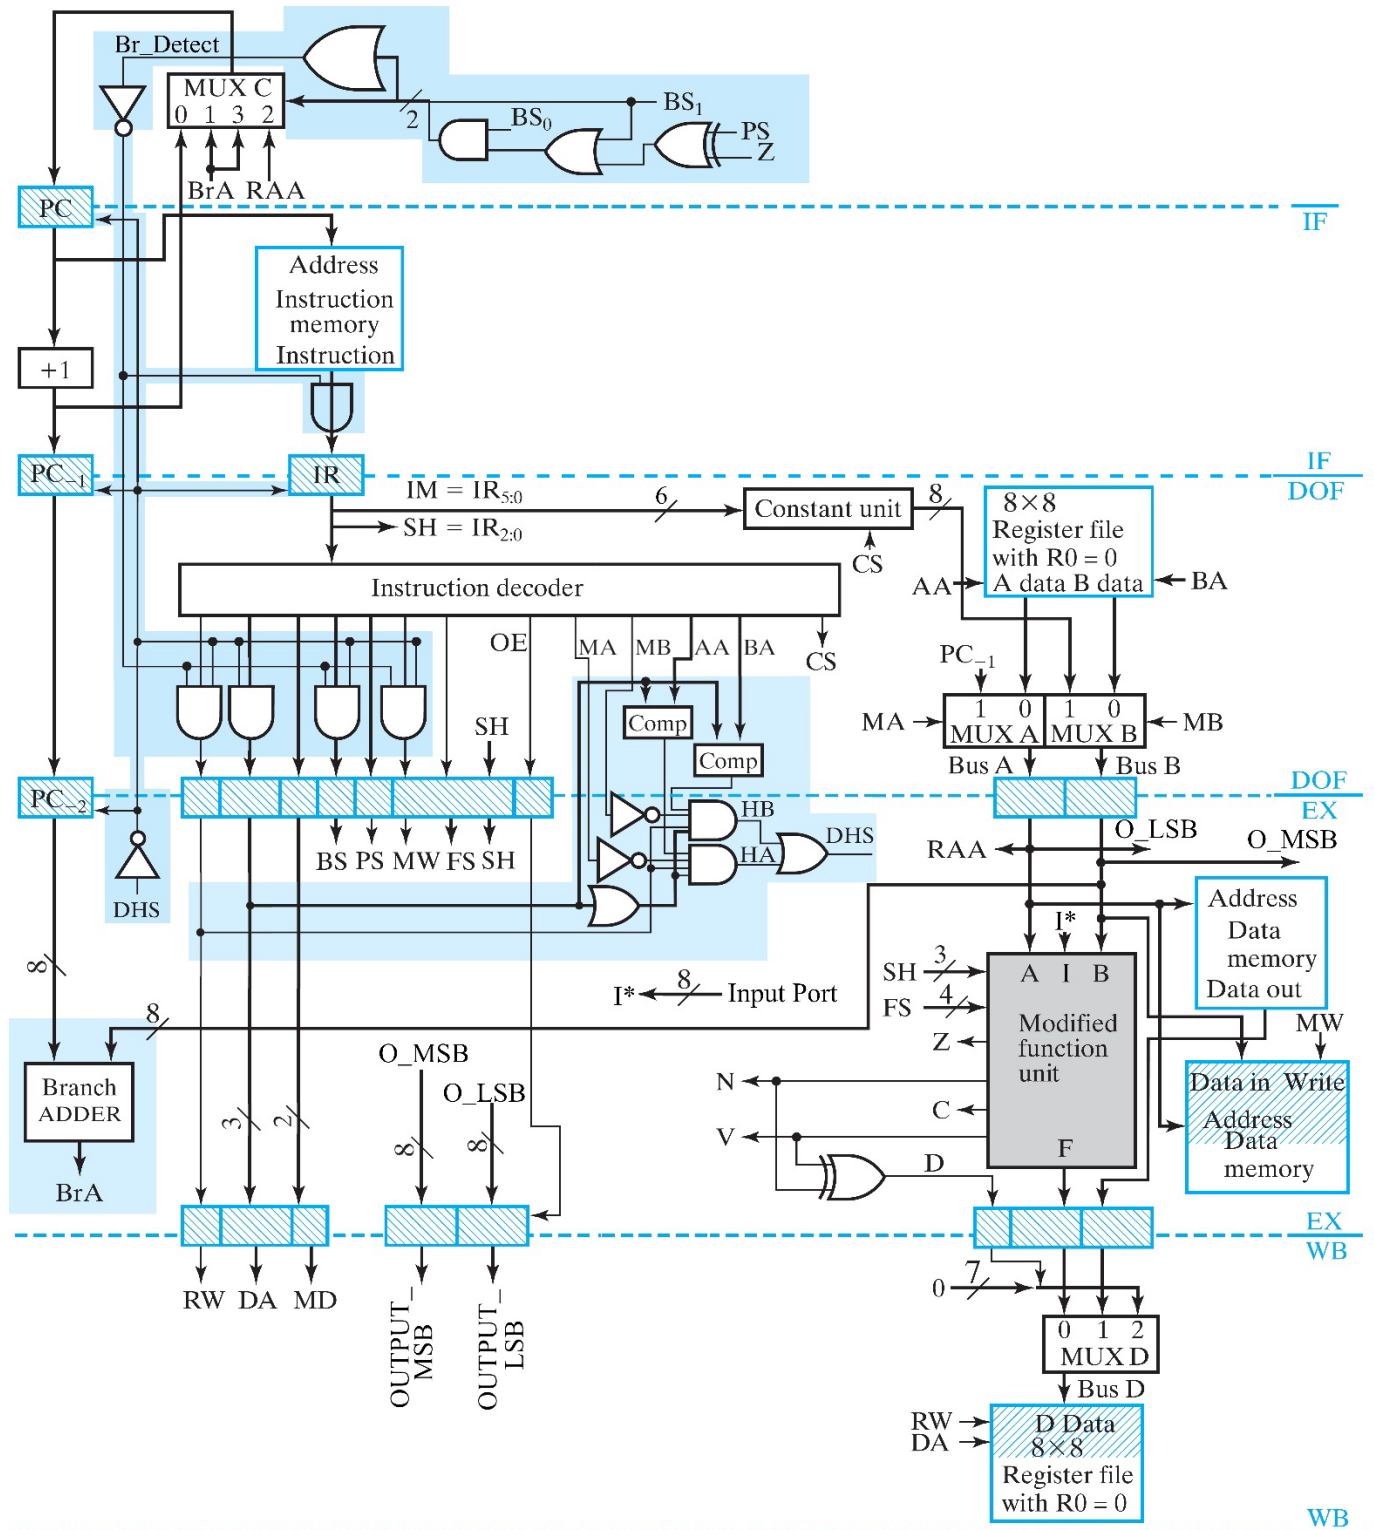 Br_Detect
MUX C
0 1 3 2
2
BS1
BS0
PS
Z
BrA RAA
PC
IF
Address
Instruction
memory
Instruction
+1
PC−1
IR
IF
DOF
IM = IR5:0
SH = IR2:0
6
Constant unit
8
CS
8×8
Register file
with R0 = 0
A data B data
AA
BA
Instruction decoder
OE
MA
MB
AA
BA
CS
PC−1
MA
1 0 1 0
MUX A MUX B
MB
Bus A
Bus B
Comp
Comp
SH
PC−2
DOF
EX
BS PS MW FS SH
HB
HA
DHS
DHS
RAA
O_LSB
O_MSB
Address
Data
memory
Data out
I*
A I B
SH 3
FS 4
Z
N
C
V
Modified
function
unit
F
D
8
I* 8 Input Port
8
MW
Data in Write
Address
Data
memory
Branch
ADDER
BrA
O_MSB
O_LSB
3
2
8
8
EX
WB
RW DA MD
OUTPUT_
MSB
OUTPUT_
LSB
0 7
0 1 2
MUX D
Bus D
RW
DA
D Data
8×8
Register file
with R0 = 0
WB